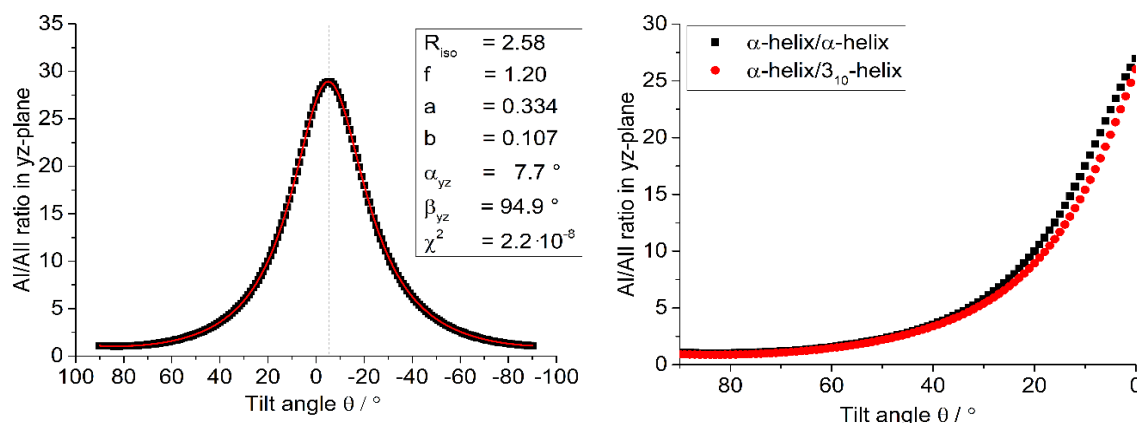 35
30
25
20
15
10
5
0
AI/AII ratio in yz-plane
100 80 60 40 20 0 -20 -40 -60 -80 -100
Tilt angle θ / °
R_iso = 2.58
f = 1.20
a = 0.334
b = 0.107
α_yz = 7.7 °
β_yz = 94.9 °
χ² = 2.2·10⁻⁸
30
25
20
15
10
5
0
AI/AII ratio in yz-plane
80 60 40 20 0
Tilt angle θ / °
α-helix/α-helix
α-helix/3₁₀-helix